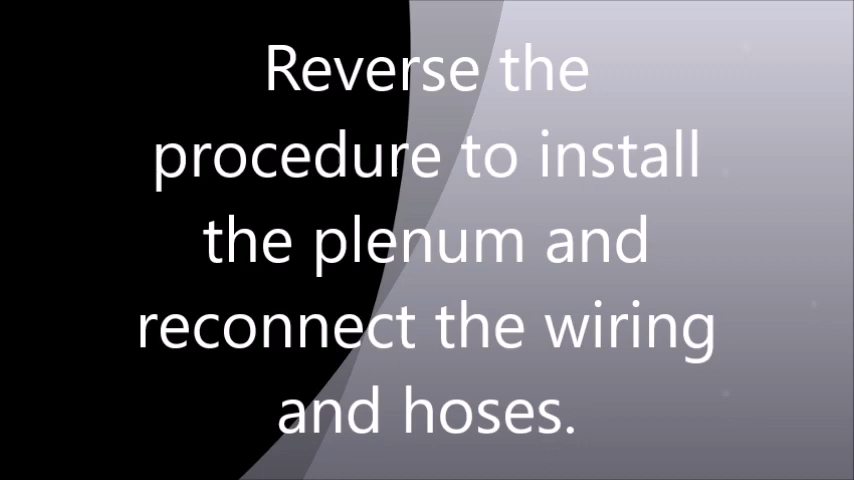 Reverse the
procedure to install
the plenum and
reconnect the wiring
and hoses.